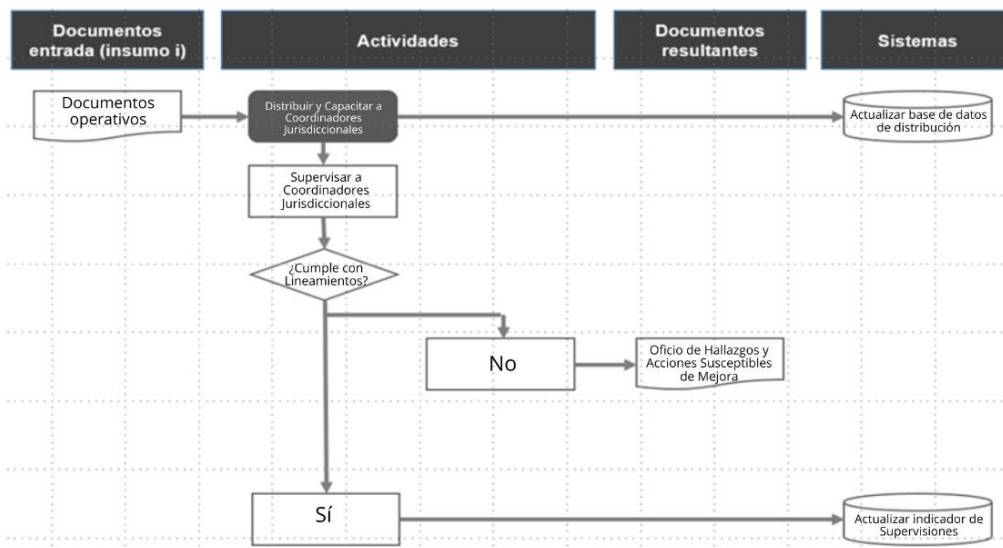 Documentos
entrada (insumo i)
Actividades
Documentos
resultantes
Sistemas
Documentos
operativos
Distribuir y Capacitar a
Coordinadores
Jurisdiccionales
Actualizar base de datos
de distribución
Supervisar a
Coordinadores
Jurisdiccionales
¿Cumple con
Lineamientos?
No
Oficio de Hallazgos y
Acciones Susceptibles
de Mejora
Sí
Actualizar indicador de
Supervisiones